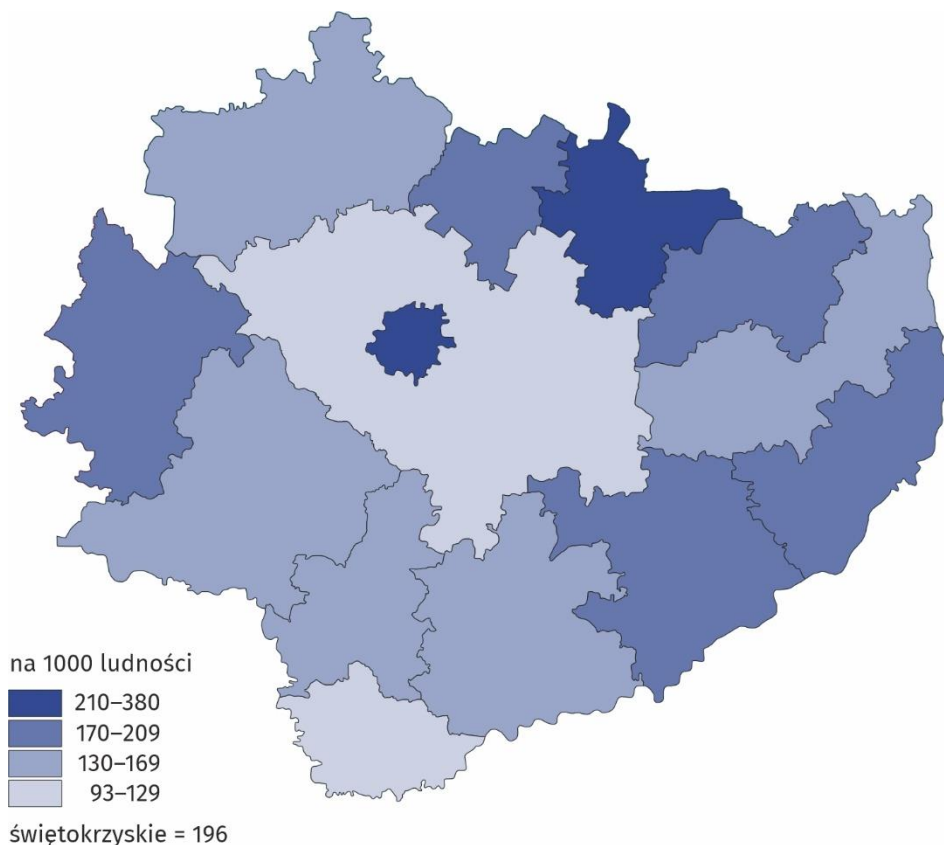 na 1000 ludności
210–380
170–209
130–169
93–129
świętokrzyskie = 196